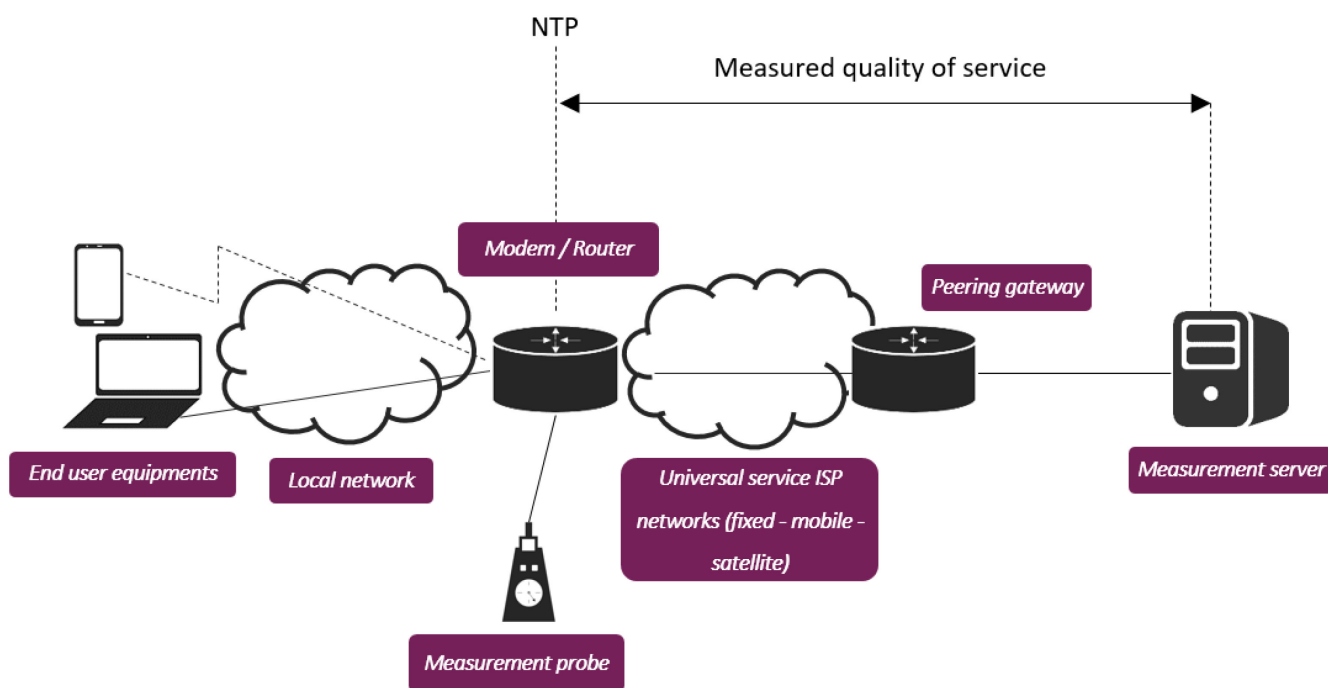 NTP
Measured quality of service
Modem / Router
Peering gateway
End user equipments
Local network
Universal service ISP
networks (fixed - mobile -
satellite)
Measurement server
Measurement probe